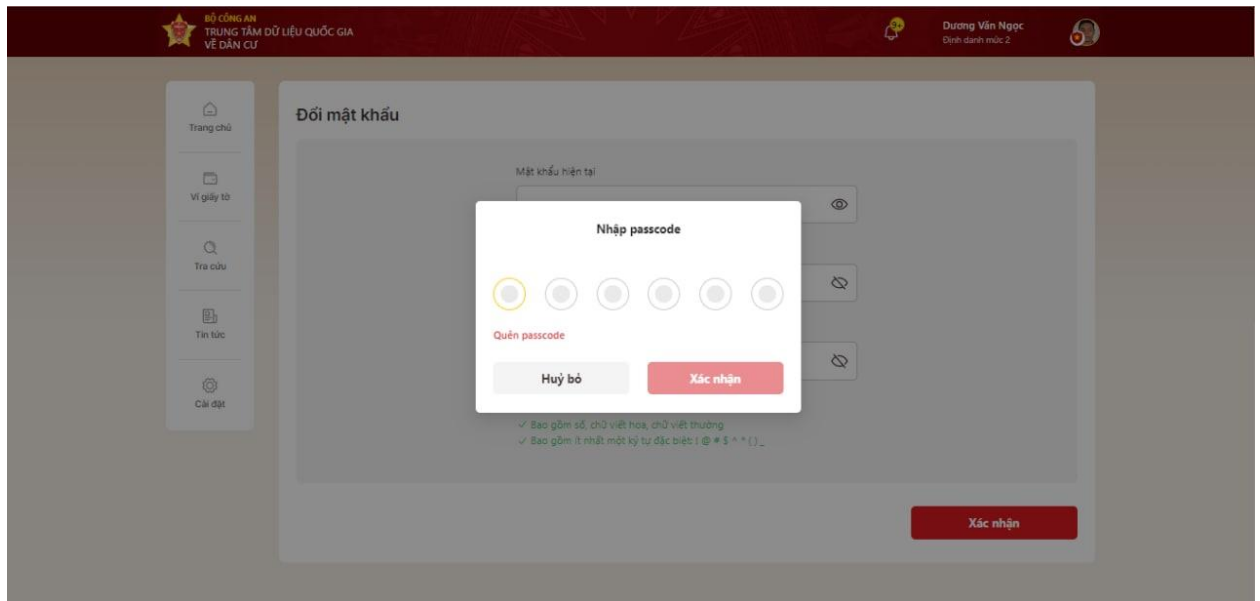 BỘ CÔNG AN
TRUNG TÂM DỮ LIỆU QUỐC GIA
VỀ DÂN CƯ
9+
Dương Văn Ngọc
Định danh mức 2
Trang chủ
Ví giấy tờ
Tra cứu
Tin tức
Cài đặt
Đổi mật khẩu
Mật khẩu hiện tại
Nhập passcode
Quên passcode
Huỷ bỏ
Xác nhận
Bao gồm số, chữ viết hoa, chữ viết thường
Bao gồm ít nhất một ký tự đặc biệt: ! @ # $ ^ * ( ) _
Xác nhận